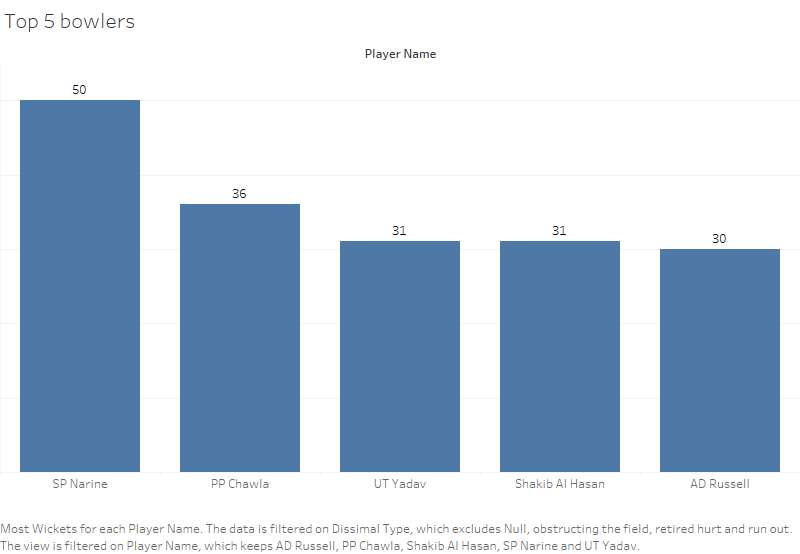 Top 5 bowlers
Player Name
50
36
31
31
30
SP Narine
PP Chawla
UT Yadav
Shakib Al Hasan
AD Russell
Most Wickets for each Player Name. The data is filtered on Dissimal Type, which excludes Null, obstructing the field, retired hurt and run out.
The view is filtered on Player Name, which keeps AD Russell, PP Chawla, Shakib Al Hasan, SP Narine and UT Yadav.